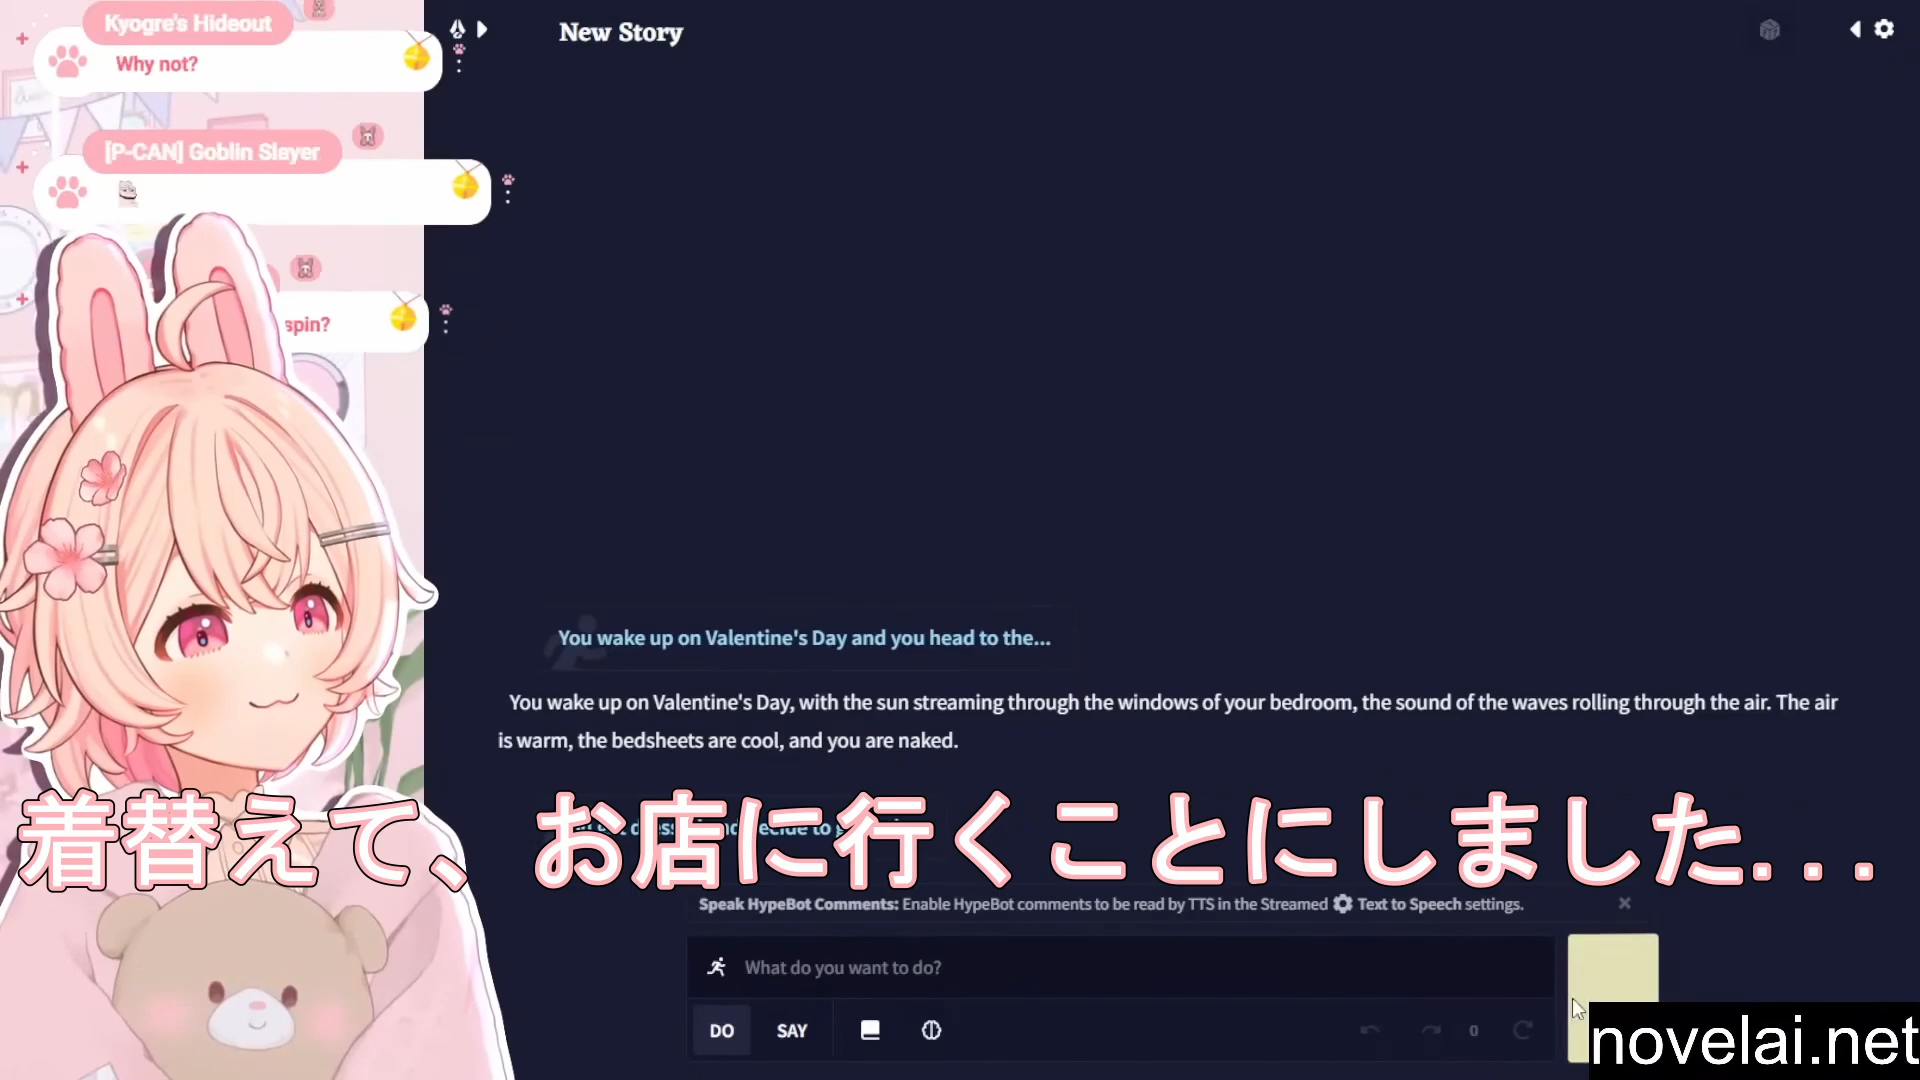 Kyogre's Hideout
Why not?
[P-CAN] Goblin Slayer
spin?
New Story
You wake up on Valentine's Day and you head to the...
You wake up on Valentine's Day, with the sun streaming through the windows of your bedroom, the sound of the waves rolling through the air. The air
is warm, the bedsheets are cool, and you are naked.
着替えて、お店に行くことにしました...
Speak HypeBot Comments: Enable HypeBot comments to be read by TTS in the Streamed Text to Speech settings.
What do you want to do?
DO SAY 0
novelai.net